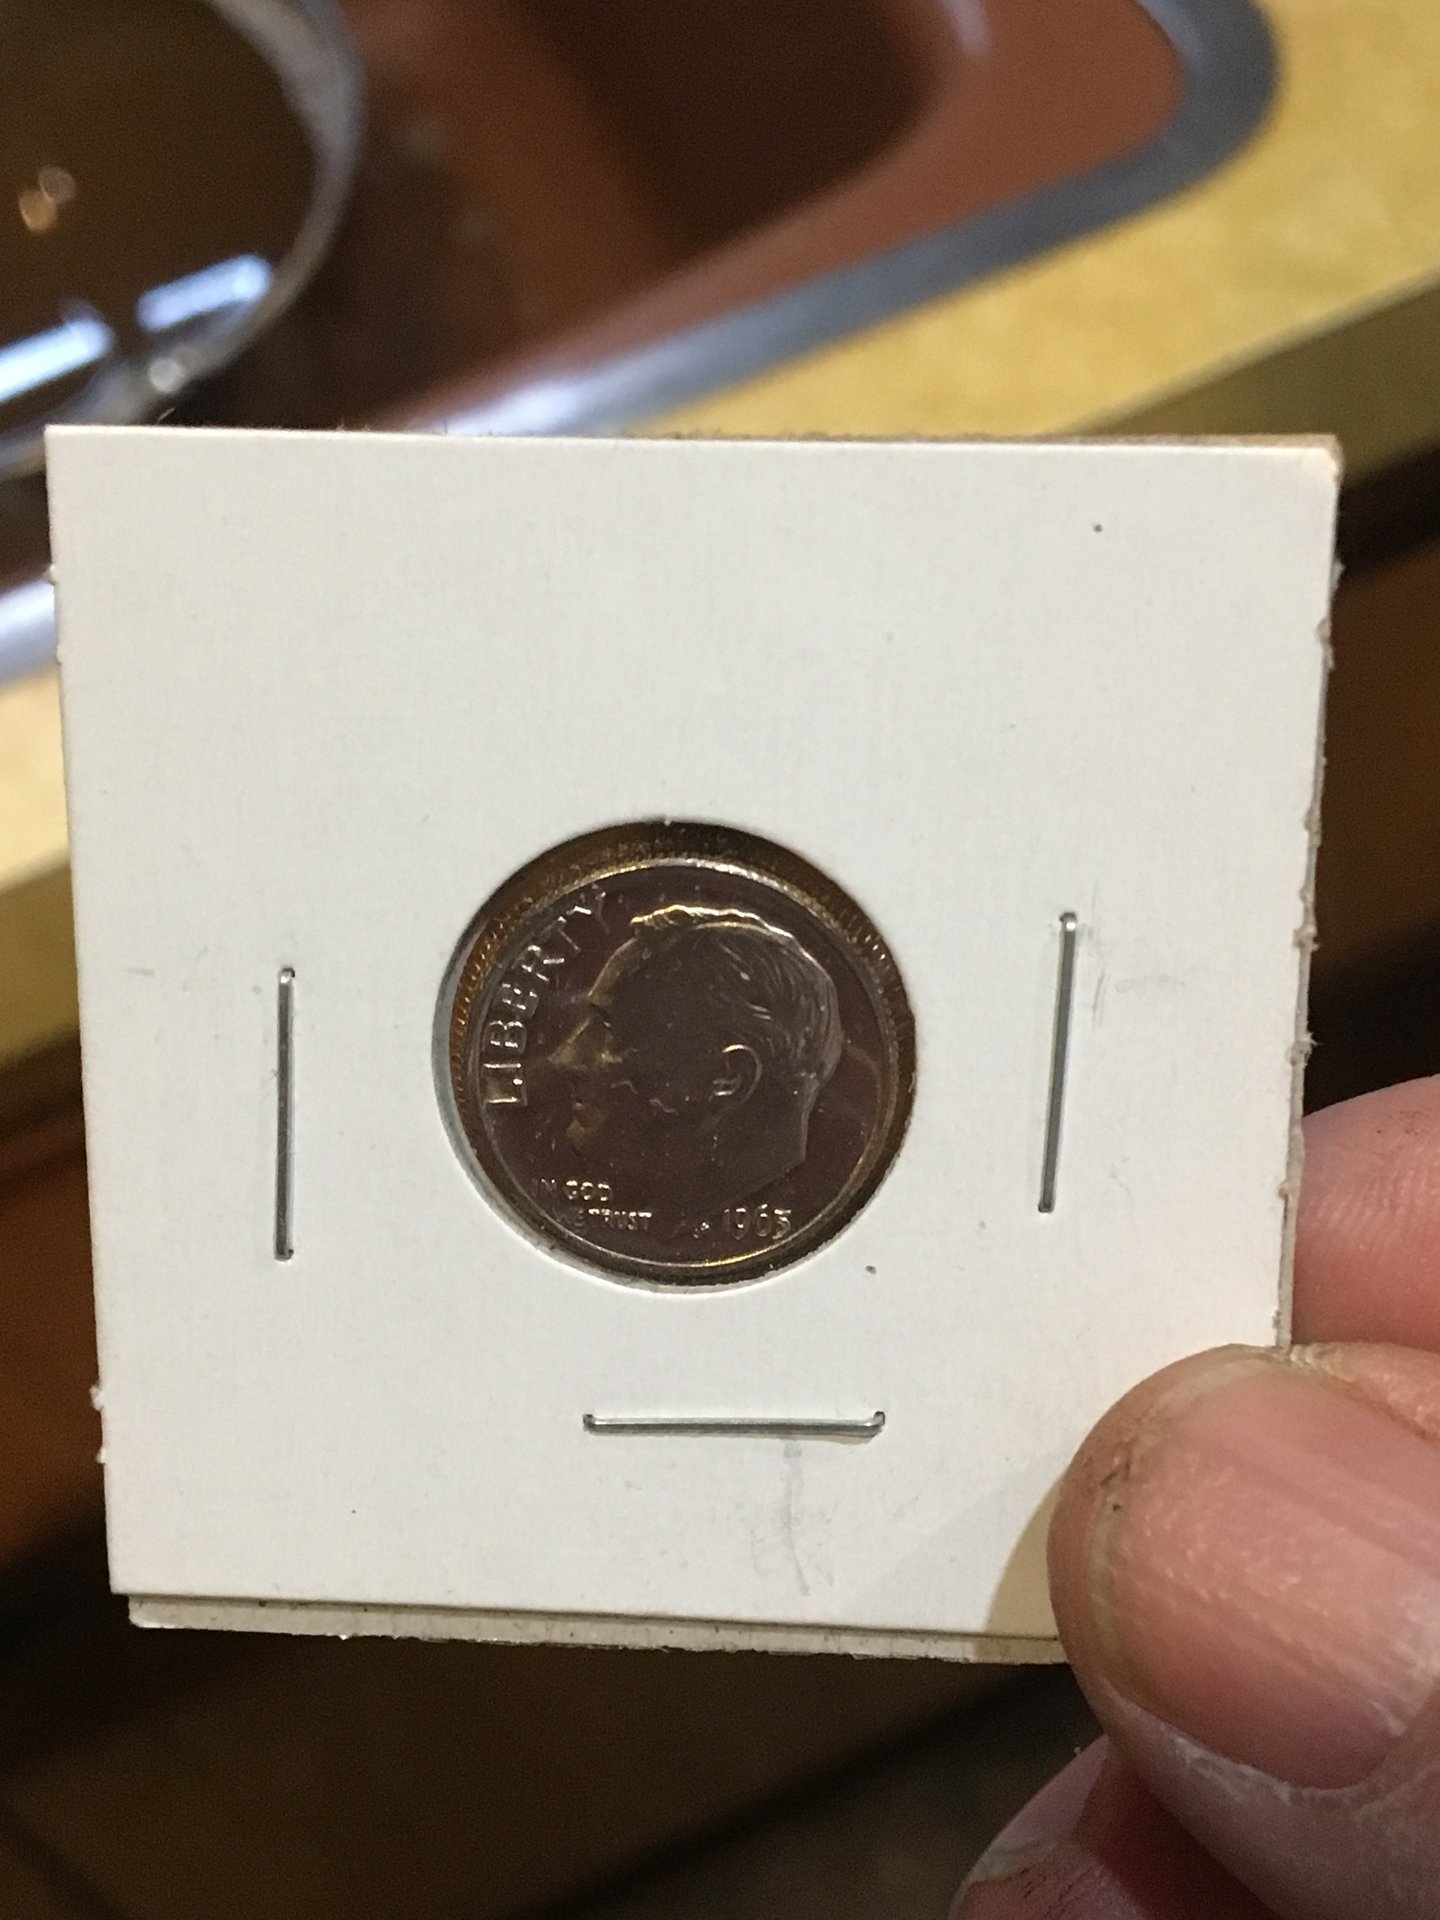 LIBERTY
IN GOD
WE TRUST
1965